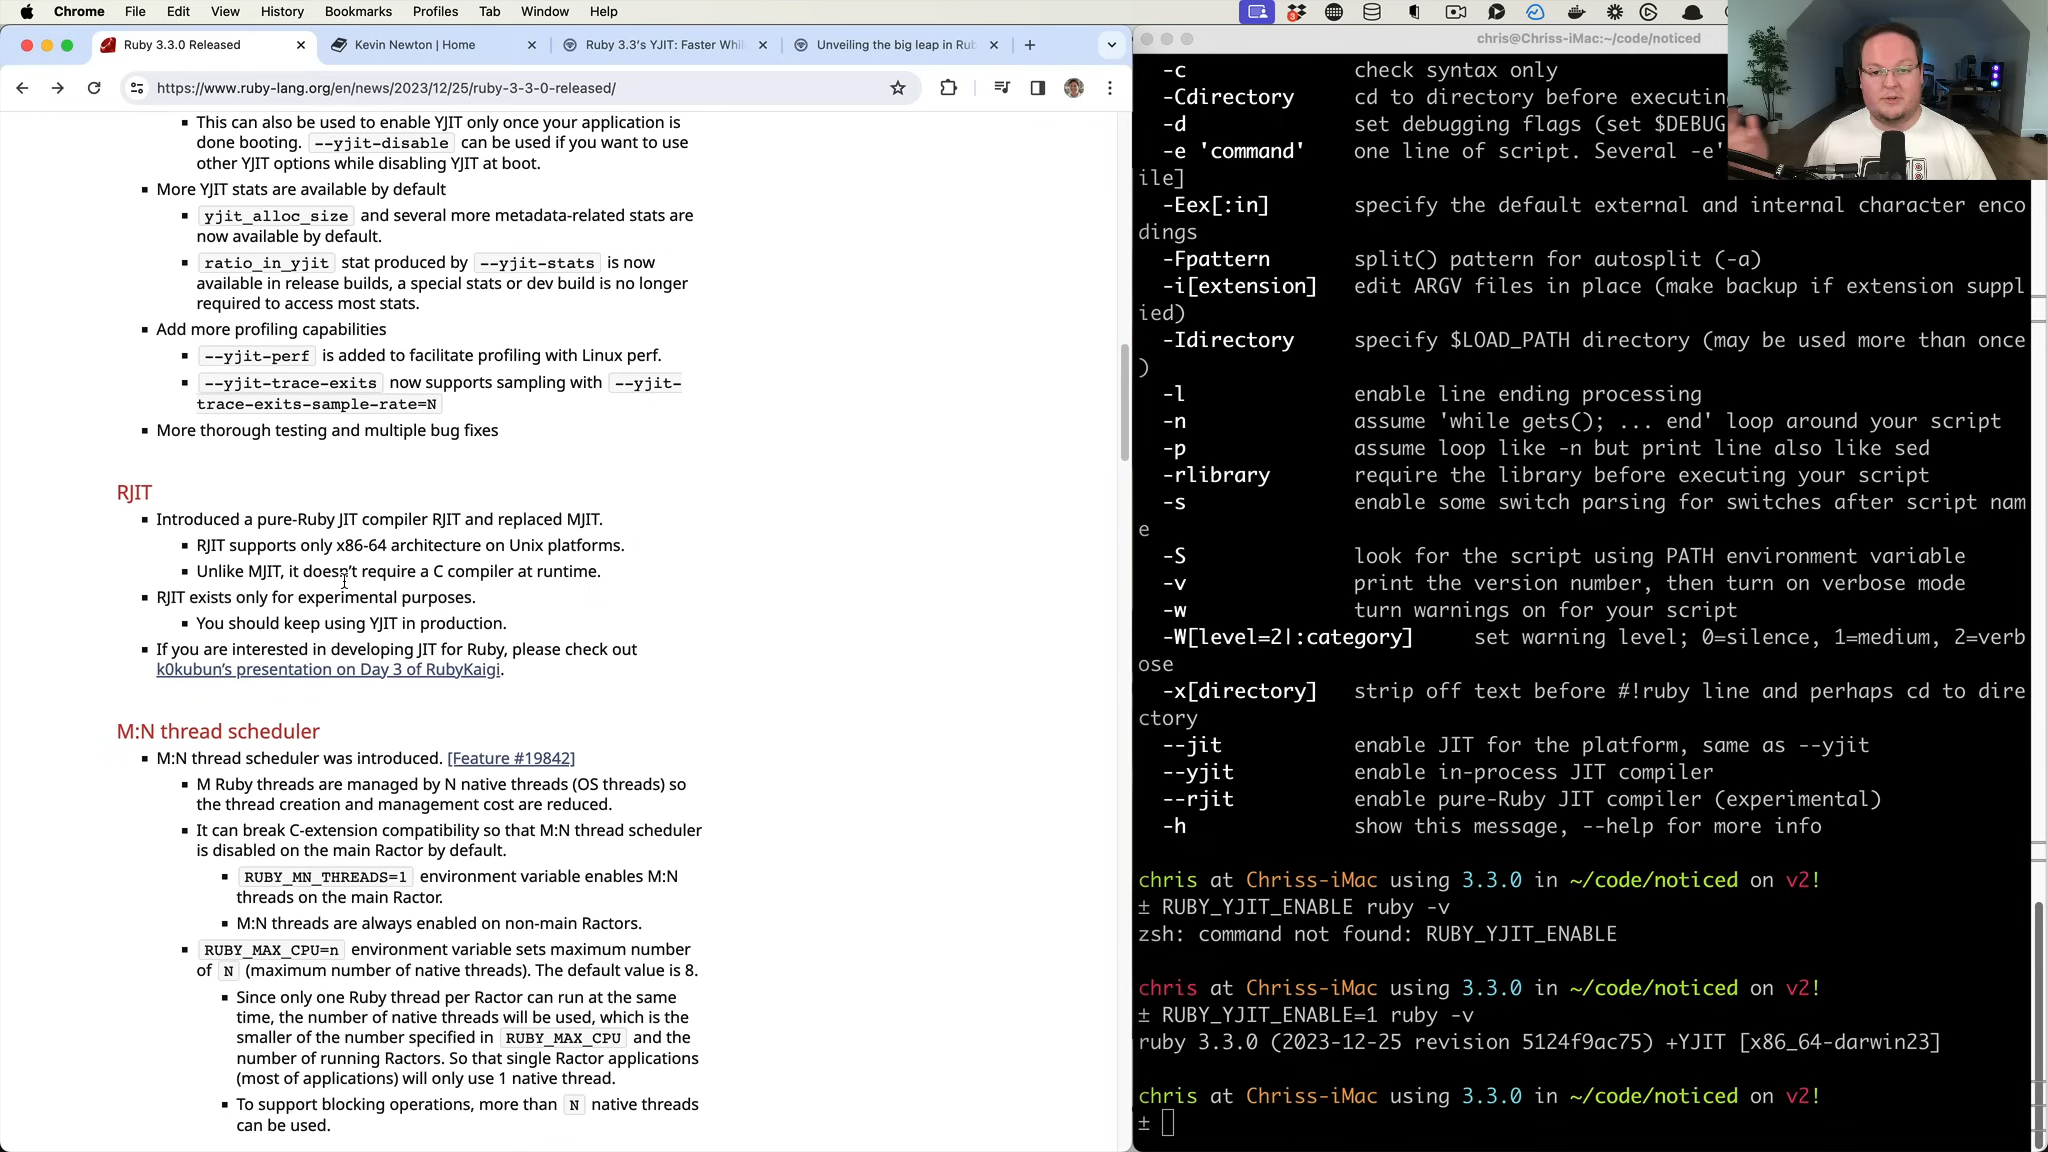 Chrome File Edit View History Bookmarks Profiles Tab Window Help
3
Ruby 3.3.0 Released
Kevin Newton | Home
Ruby 3.3's YJIT: Faster Whil
Unveiling the big leap in Rub
https://www.ruby-lang.org/en/news/2023/12/25/ruby-3-3-0-released/
This can also be used to enable YJIT only once your application is
done booting. --yjit-disable can be used if you want to use
other YJIT options while disabling YJIT at boot.
More YJIT stats are available by default
yjit_alloc_size and several more metadata-related stats are
now available by default.
ratio_in_yjit stat produced by --yjit-stats is now
available in release builds, a special stats or dev build is no longer
required to access most stats.
Add more profiling capabilities
--yjit-perf is added to facilitate profiling with Linux perf.
--yjit-trace-exits now supports sampling with --yjit-
trace-exits-sample-rate=N
More thorough testing and multiple bug fixes
RJIT
Introduced a pure-Ruby JIT compiler RJIT and replaced MJIT.
RJIT supports only x86-64 architecture on Unix platforms.
Unlike MJIT, it doesn't require a C compiler at runtime.
RJIT exists only for experimental purposes.
You should keep using YJIT in production.
If you are interested in developing JIT for Ruby, please check out
k0kubun's presentation on Day 3 of RubyKaigi.
M:N thread scheduler
M:N thread scheduler was introduced. [Feature #19842]
M Ruby threads are managed by N native threads (OS threads) so
the thread creation and management cost are reduced.
It can break C-extension compatibility so that M:N thread scheduler
is disabled on the main Ractor by default.
RUBY_MN_THREADS=1 environment variable enables M:N
threads on the main Ractor.
M:N threads are always enabled on non-main Ractors.
RUBY_MAX_CPU=n environment variable sets maximum number
of N (maximum number of native threads). The default value is 8.
Since only one Ruby thread per Ractor can run at the same
time, the number of native threads will be used, which is the
smaller of the number specified in RUBY_MAX_CPU and the
number of running Ractors. So that single Ractor applications
(most of applications) will only use 1 native thread.
To support blocking operations, more than N native threads
can be used.
chris@Chriss-iMac:~/code/noticed
-c check syntax only
-Cdirectory cd to directory before executin
-d set debugging flags (set $DEBUG
-e 'command' one line of script. Several -e'
ile]
-Eex[:in] specify the default external and internal character enco
dings
-Fpattern split() pattern for autosplit (-a)
-i[extension] edit ARGV files in place (make backup if extension suppl
ied)
-Idirectory specify $LOAD_PATH directory (may be used more than once
)
-l enable line ending processing
-n assume 'while gets(); ... end' loop around your script
-p assume loop like -n but print line also like sed
-rlibrary require the library before executing your script
-s enable some switch parsing for switches after script nam
e
-S look for the script using PATH environment variable
-v print the version number, then turn on verbose mode
-w turn warnings on for your script
-W[level=2|:category] set warning level; 0=silence, 1=medium, 2=verb
ose
-x[directory] strip off text before #!ruby line and perhaps cd to dire
ctory
--jit enable JIT for the platform, same as --yjit
--yjit enable in-process JIT compiler
--rjit enable pure-Ruby JIT compiler (experimental)
-h show this message, --help for more info
chris at Chriss-iMac using 3.3.0 in ~/code/noticed on v2!
± RUBY_YJIT_ENABLE ruby -v
zsh: command not found: RUBY_YJIT_ENABLE
chris at Chriss-iMac using 3.3.0 in ~/code/noticed on v2!
± RUBY_YJIT_ENABLE=1 ruby -v
ruby 3.3.0 (2023-12-25 revision 5124f9ac75) +YJIT [x86_64-darwin23]
chris at Chriss-iMac using 3.3.0 in ~/code/noticed on v2!
±